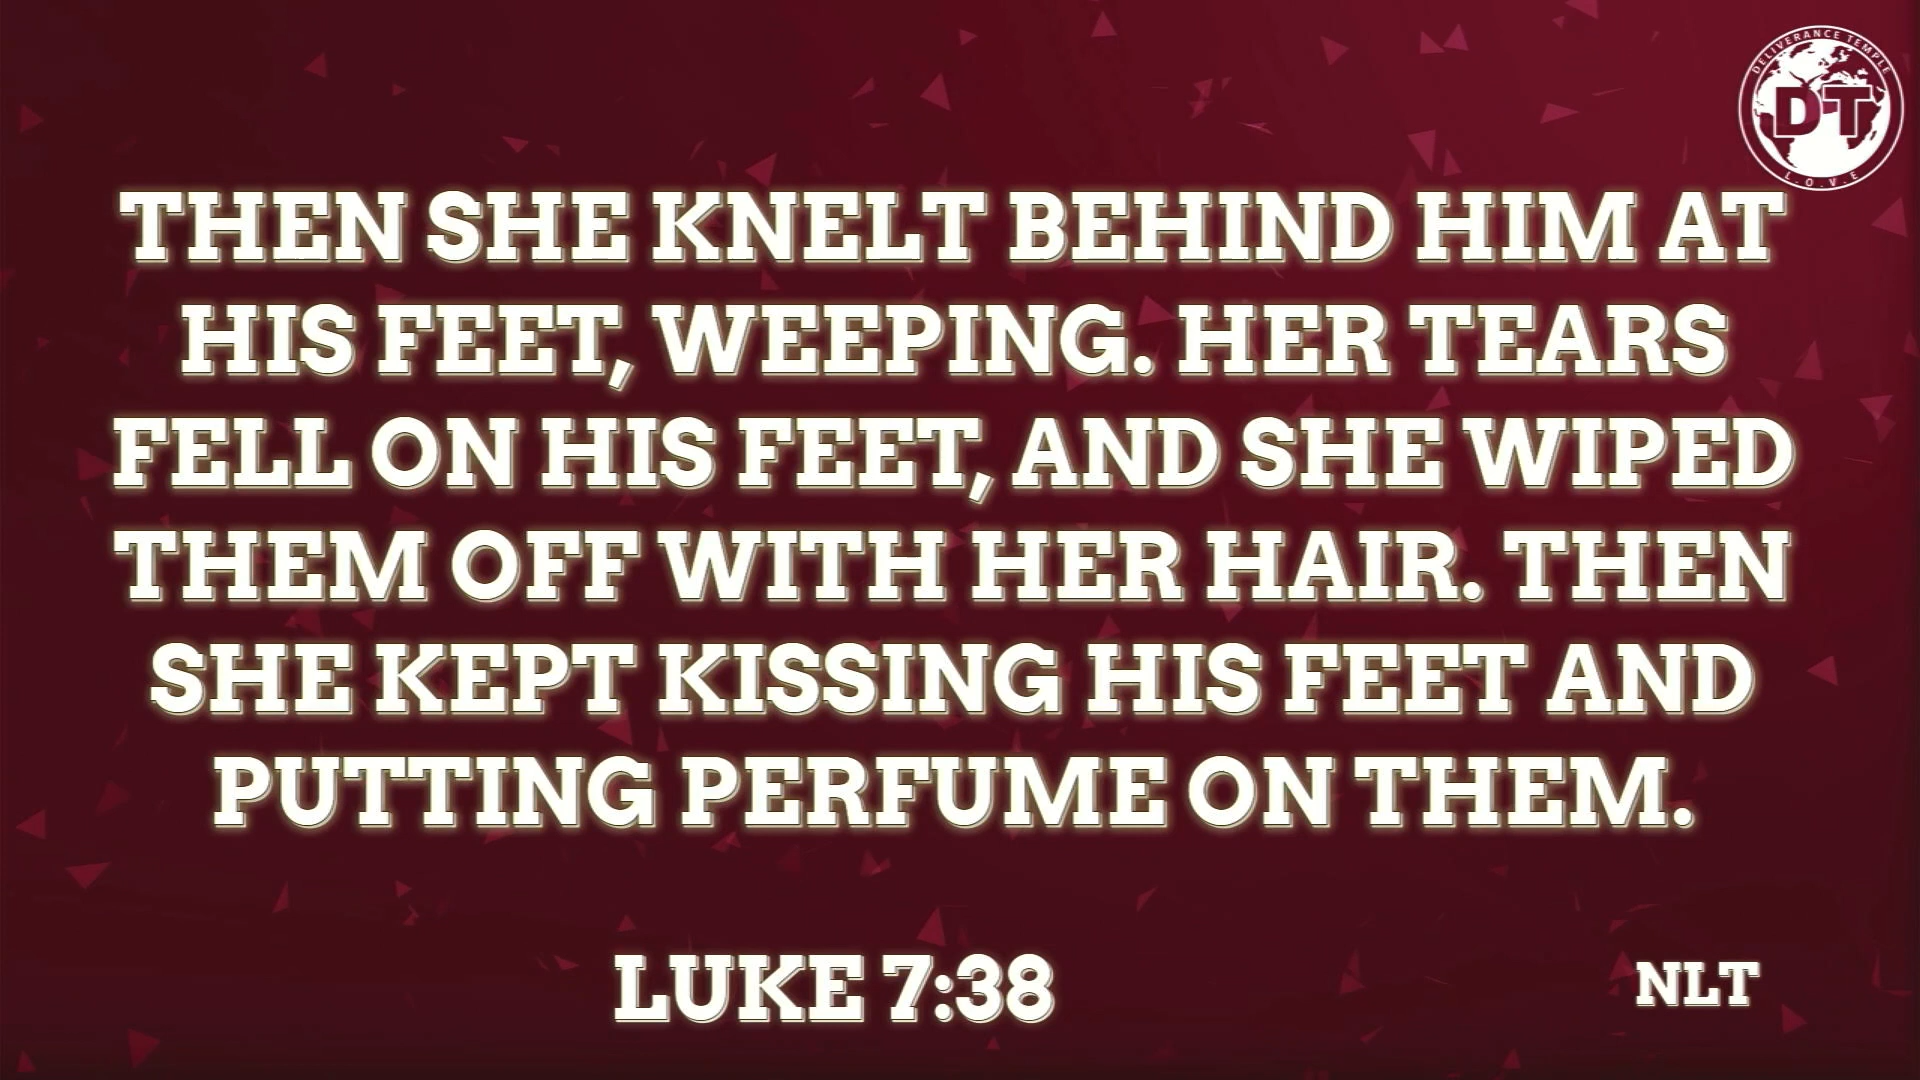 DELIVERANCE TEMPLE
DT
L.O.V.E
THEN SHE KNELT BEHIND HIM AT
HIS FEET, WEEPING. HER TEARS
FELL ON HIS FEET, AND SHE WIPED
THEM OFF WITH HER HAIR. THEN
SHE KEPT KISSING HIS FEET AND
PUTTING PERFUME ON THEM.
LUKE 7:38
NLT